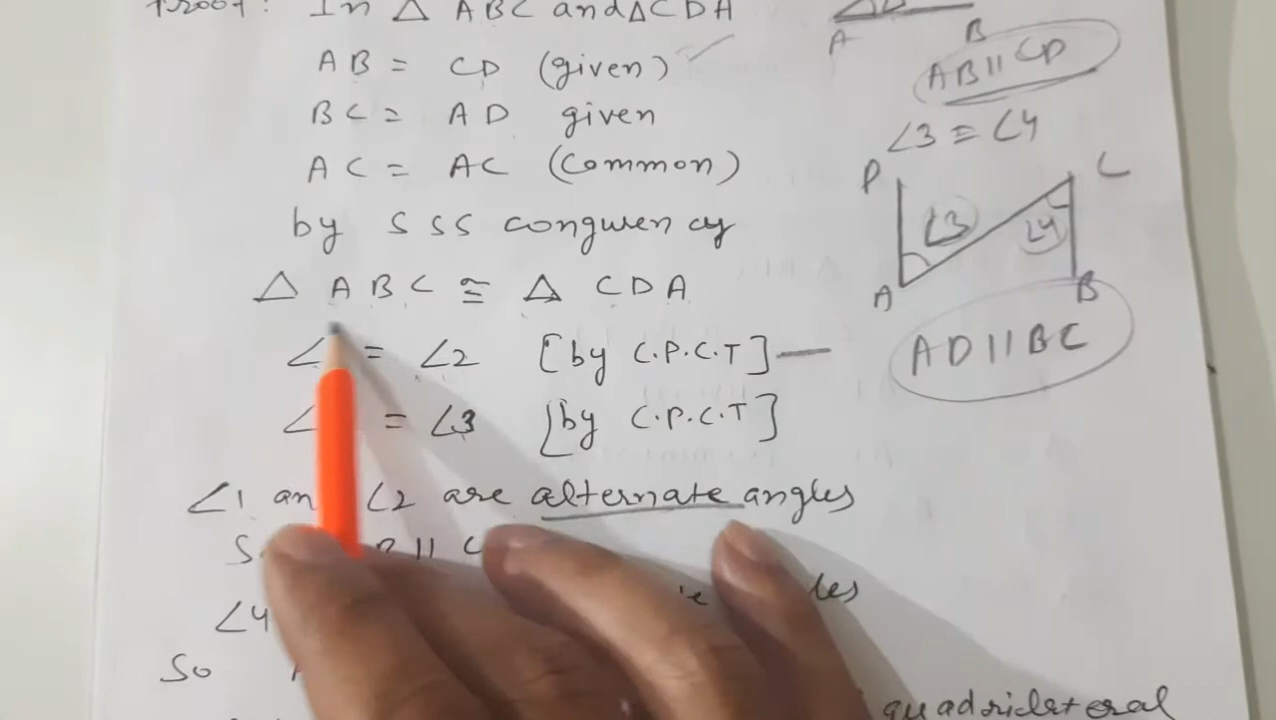 Proof: In △ ABC and △ CDA
AB = CD (given) ✓
BC = AD given
AC = AC (Common)
by SSS congruency
△ ABC ≅ △ CDA
∠ = ∠2 [by C.P.C.T]—
∠ = ∠3 [by C.P.C.T]
∠1 an ∠2 are alternate angles
∠4
So
quadrilateral
A B
AB || CD
∠3 = ∠4
D C
∠3 ∠4
A B
AD || BC